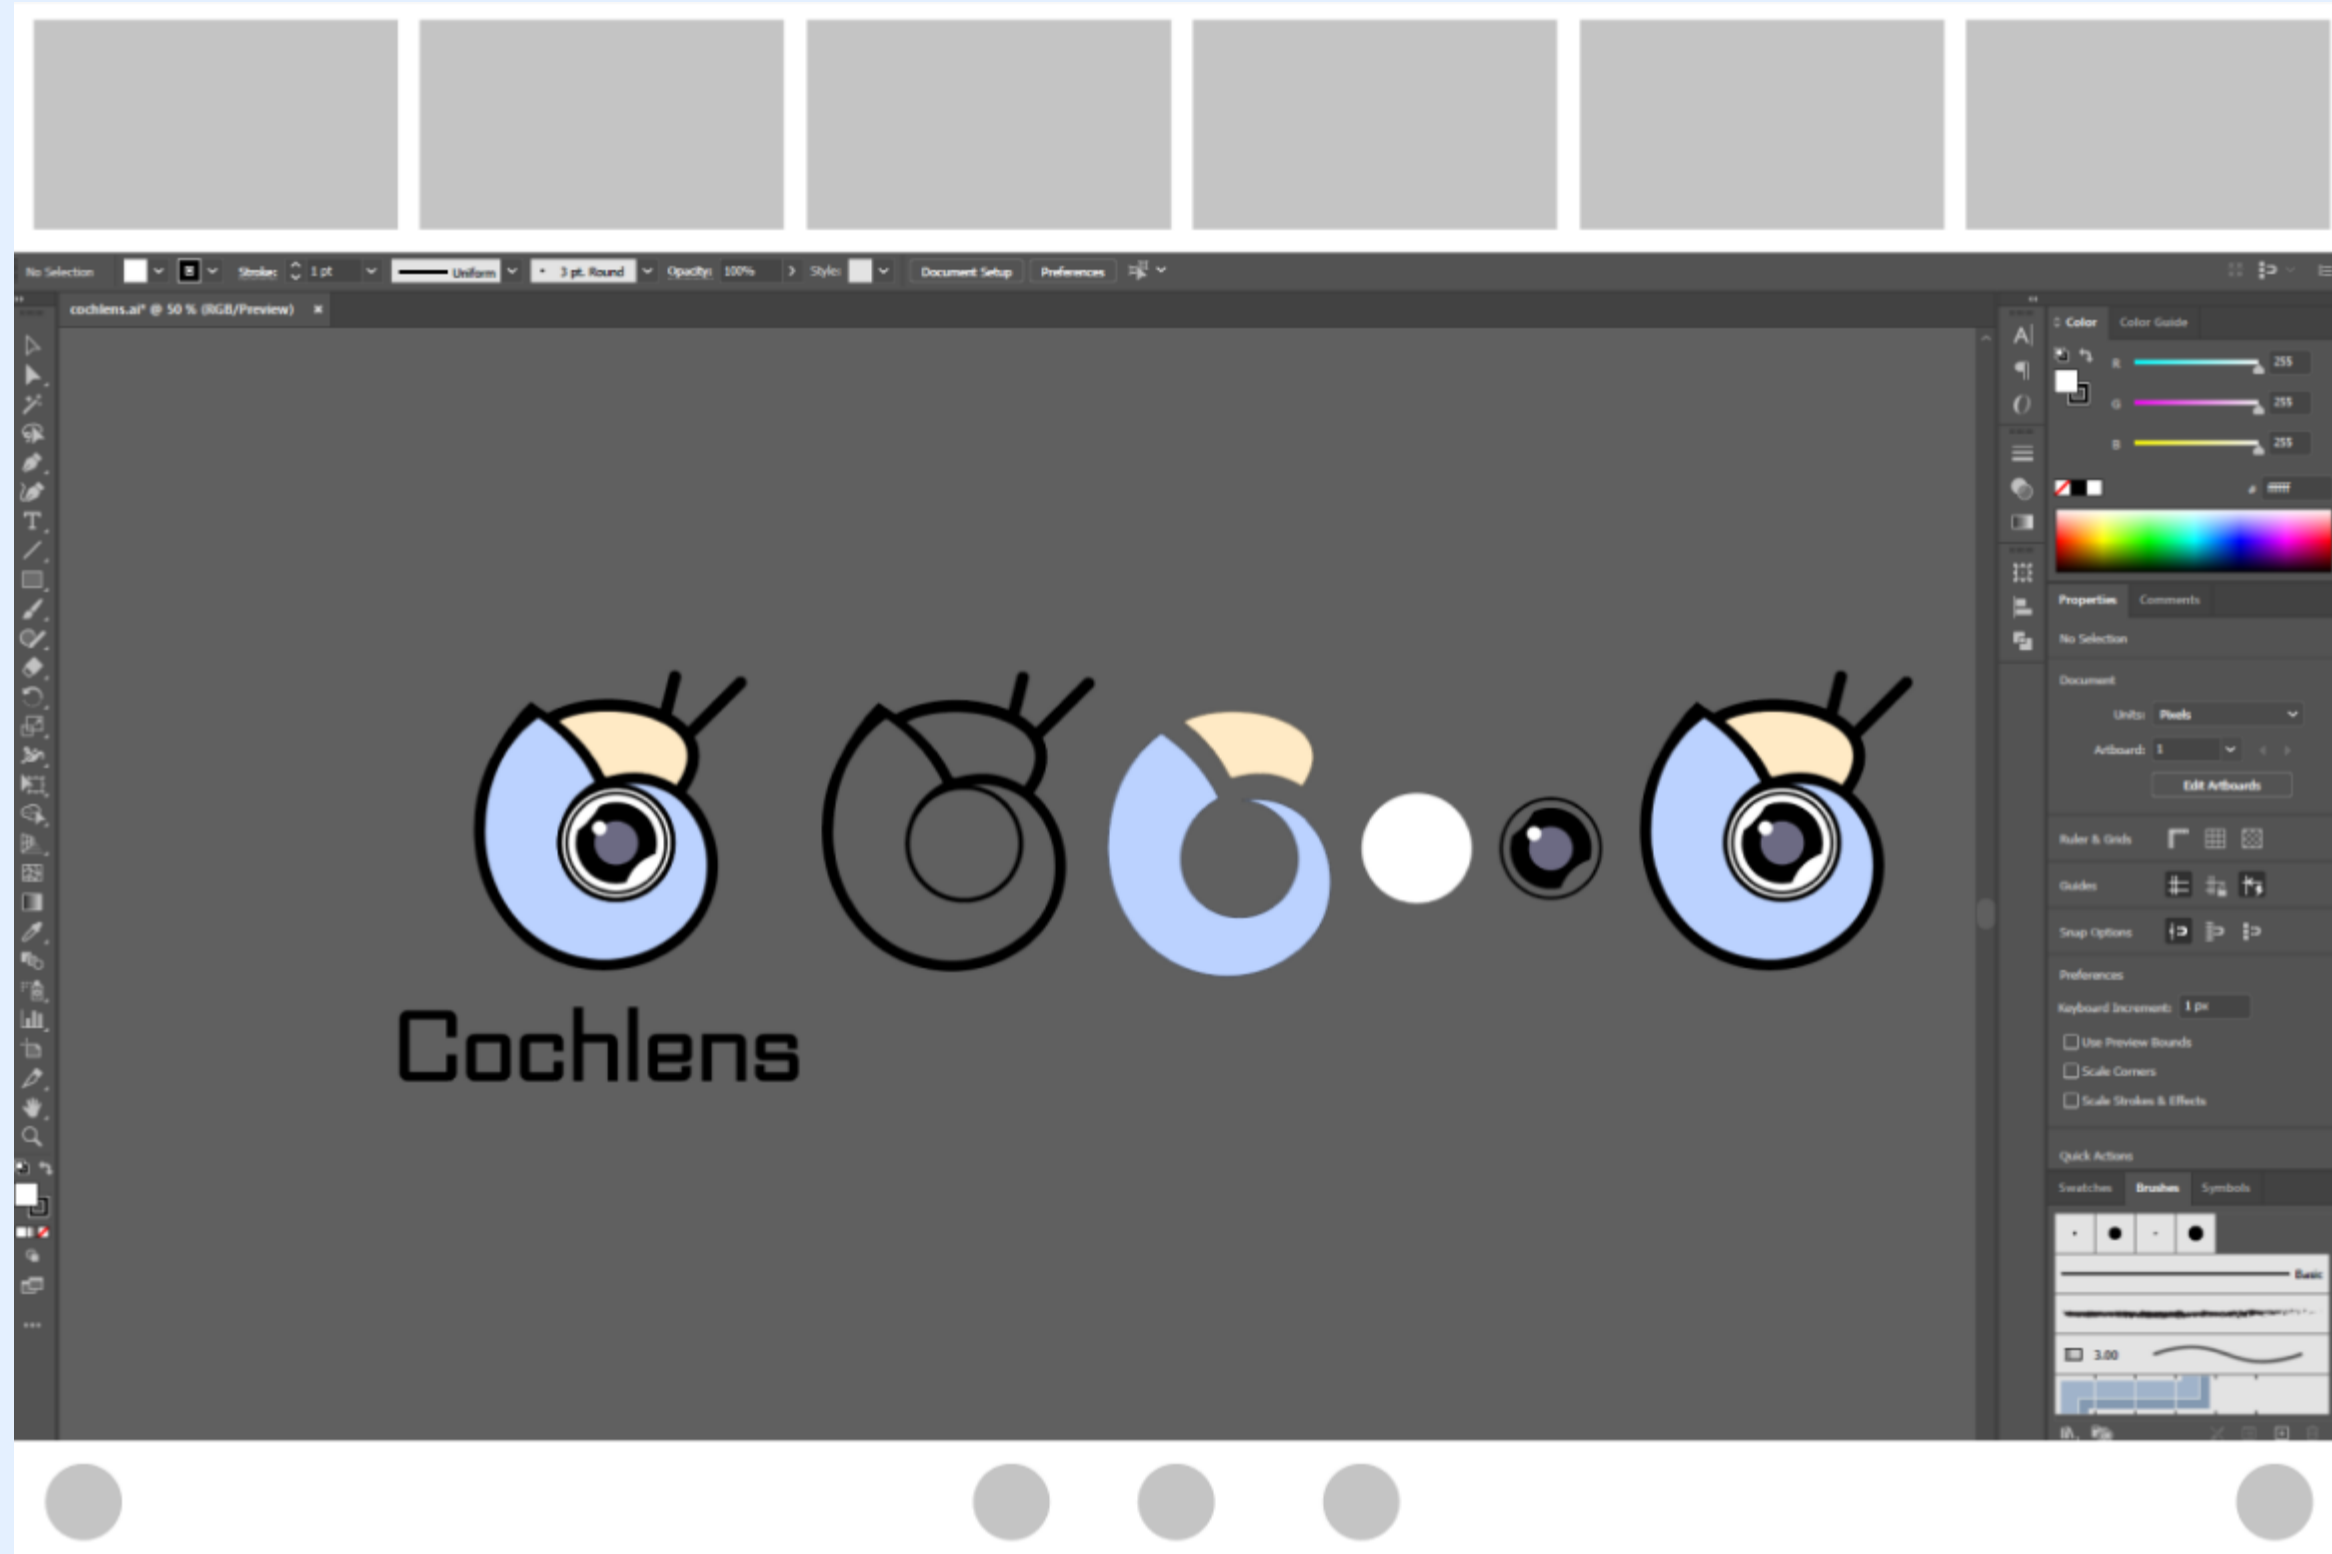 No Selection Stroke: 1 pt Uniform 3 pt. Round Opacity: 100% Style: Document Setup Preferences
cochlens.ai* @ 50 % (RGB/Preview) ×
Color Color Guide
R 255
G 255
B 255
# ffffff
Properties Comments
No Selection
Document
Units: Pixels
Artboard: 1
Edit Artboards
Ruler & Grids
Guides
Snap Options
Preferences
Keyboard Increment: 1 px
Use Preview Bounds
Scale Corners
Scale Strokes & Effects
Quick Actions
Swatches Brushes Symbols
Basic
3.00
Cochlens